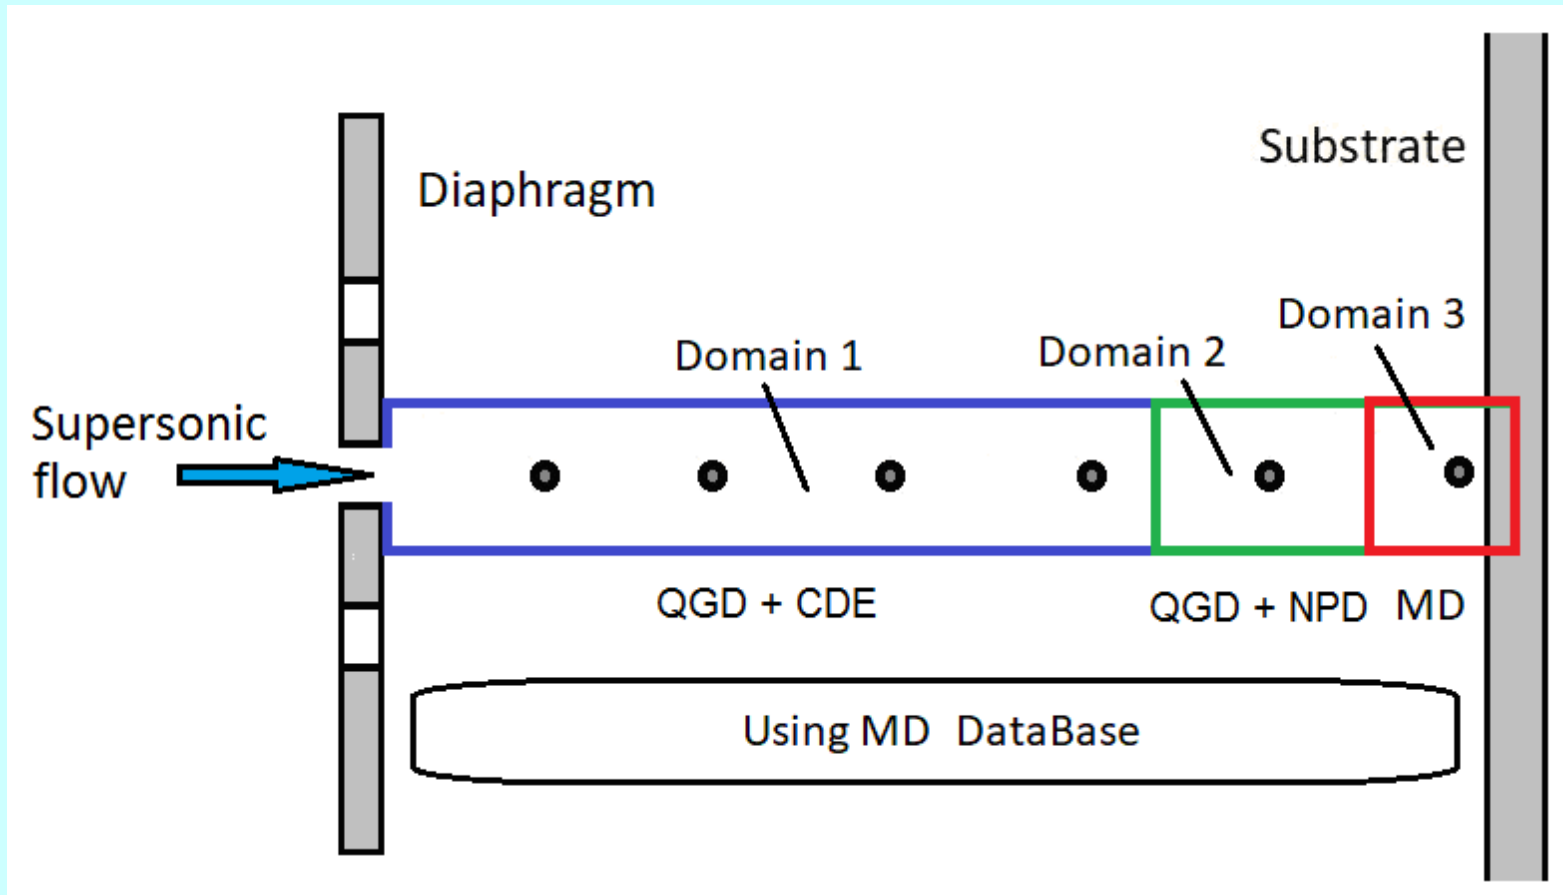 Substrate
Diaphragm
Domain 3
Domain 1
Domain 2
Supersonic
flow
QGD + CDE
QGD + NPD
MD
Using MD DataBase